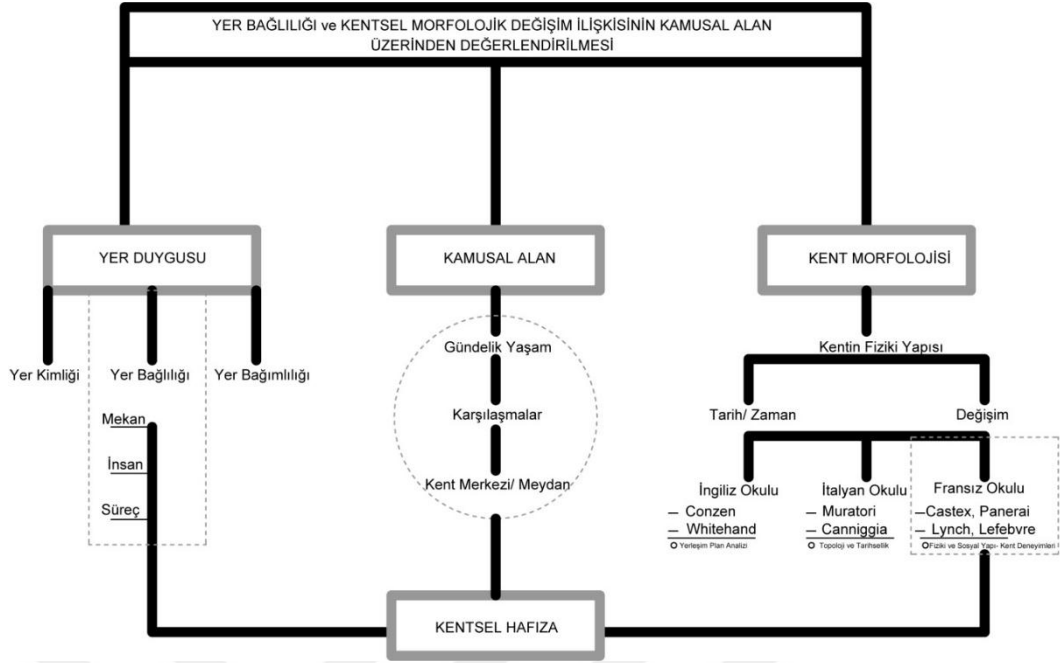 YER BAĞLILIĞI ve KENTSEL MORFOLOJİK DEĞİŞİM İLİŞKİSİNİN KAMUSAL ALAN
ÜZERİNDEN DEĞERLENDİRİLMESİ
YER DUYGUSU
KAMUSAL ALAN
KENT MORFOLOJİSİ
Yer Kimliği
Yer Bağlılığı
Yer Bağımlılığı
Mekan
İnsan
Süreç
Gündelik Yaşam
Karşılaşmalar
Kent Merkezi/ Meydan
Kentin Fiziki Yapısı
Tarih/ Zaman
Değişim
İngiliz Okulu
– Conzen
– Whitehand
Yerleşim Plan Analizi
İtalyan Okulu
– Muratori
– Canniggia
Topoloji ve Tarihsellik
Fransız Okulu
–Castex, Panerai
– Lynch, Lefebvre
Fiziki ve Sosyal Yapı- Kent Deneyimleri
KENTSEL HAFIZA